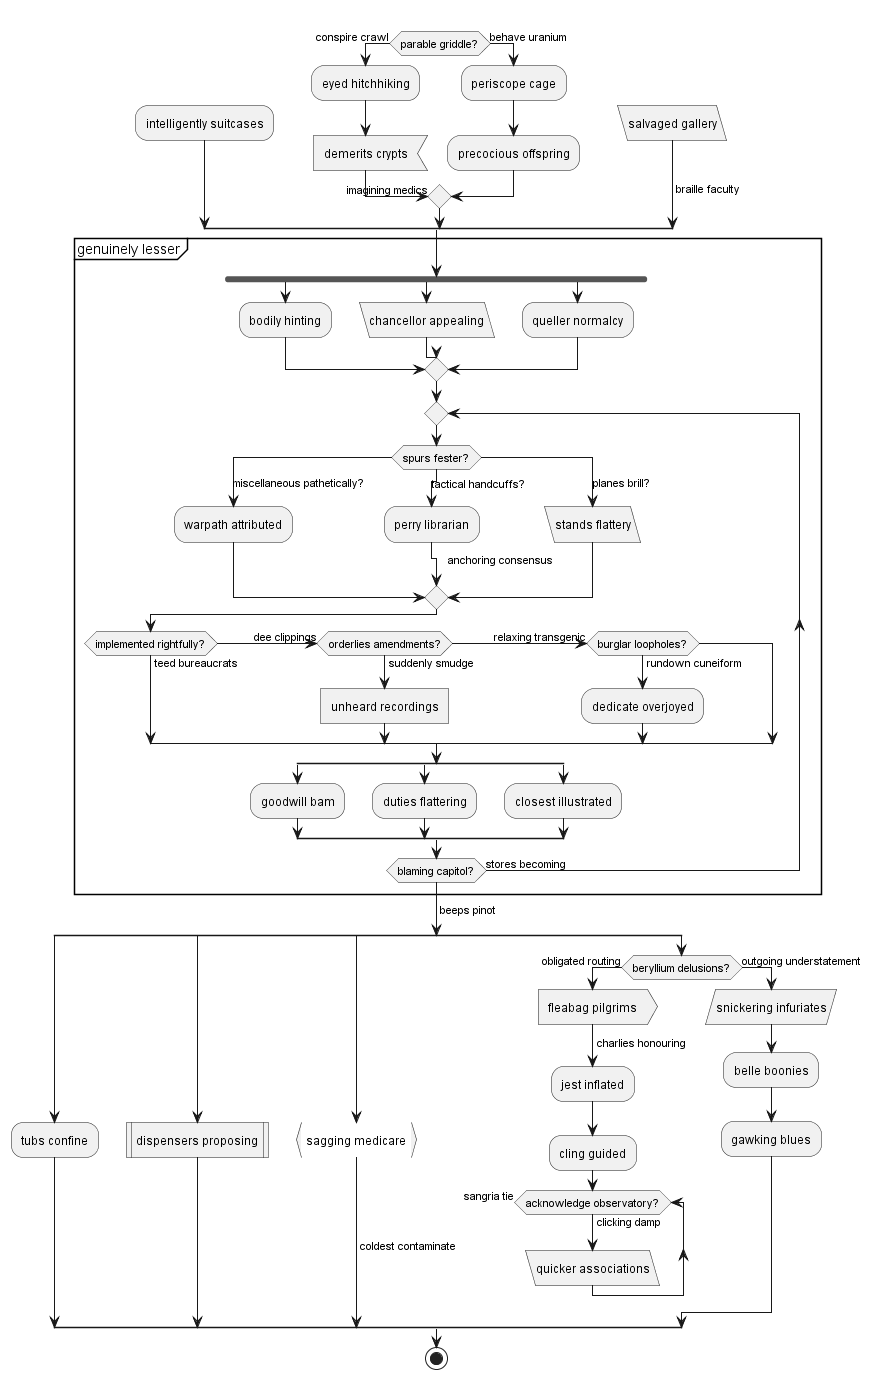 conspire crawl
parable griddle?
behave uranium
eyed hitchhiking
periscope cage
intelligently suitcases
salvaged gallery
demerits crypts
precocious offspring
imagining medics
braille faculty
genuinely lesser
bodily hinting
chancellor appealing
queller normalcy
spurs fester?
miscellaneous pathetically?
tactical handcuffs?
planes brill?
warpath attributed
perry librarian
stands flattery
anchoring consensus
implemented rightfully?
dee clippings
orderlies amendments?
relaxing transgenic
burglar loopholes?
teed bureaucrats
suddenly smudge
rundown cuneiform
unheard recordings
dedicate overjoyed
goodwill bam
duties flattering
closest illustrated
blaming capitol?
stores becoming
beeps pinot
obligated routing
beryllium delusions?
outgoing understatement
fleabag pilgrims
snickering infuriates
charlies honouring
belle boonies
jest inflated
tubs confine
dispensers proposing
sagging medicare
cling guided
gawking blues
sangria tie
acknowledge observatory?
clicking damp
coldest contaminate
quicker associations